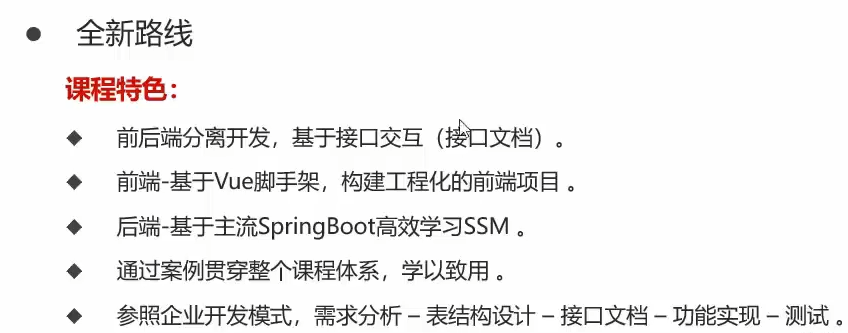 全新路线
课程特色：
前后端分离开发，基于接口交互（接口文档）。
前端-基于Vue脚手架，构建工程化的前端项目 。
后端-基于主流SpringBoot高效学习SSM 。
通过案例贯穿整个课程体系，学以致用 。
参照企业开发模式，需求分析 – 表结构设计 – 接口文档 – 功能实现 – 测试 。